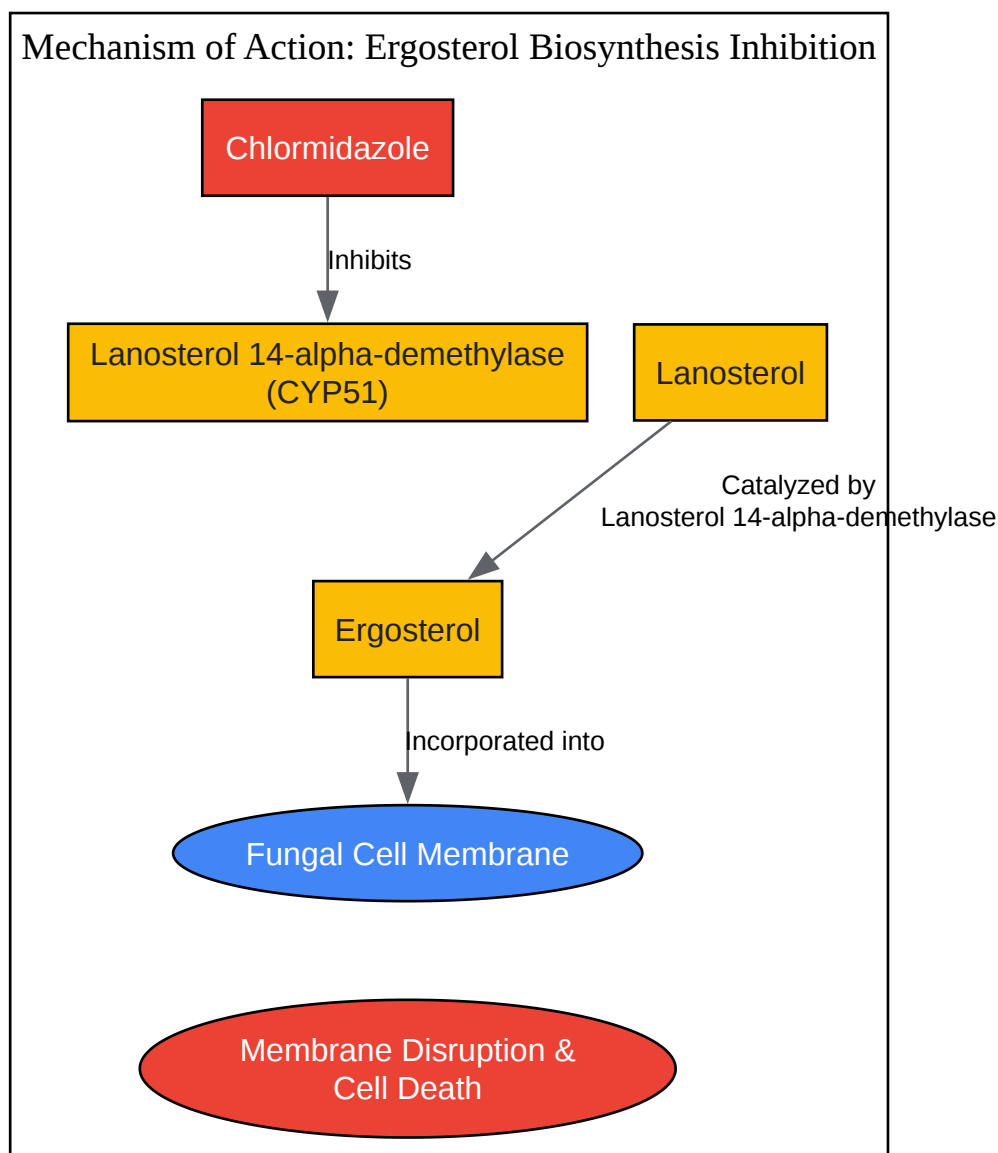 Mechanism of Action: Ergosterol Biosynthesis Inhibition
Chlormidazole
Inhibits
Lanosterol 14-alpha-demethylase
(CYP51)
Lanosterol
Catalyzed by
Lanosterol 14-alpha-demethylase
Ergosterol
Incorporated into
Fungal Cell Membrane
Membrane Disruption &
Cell Death